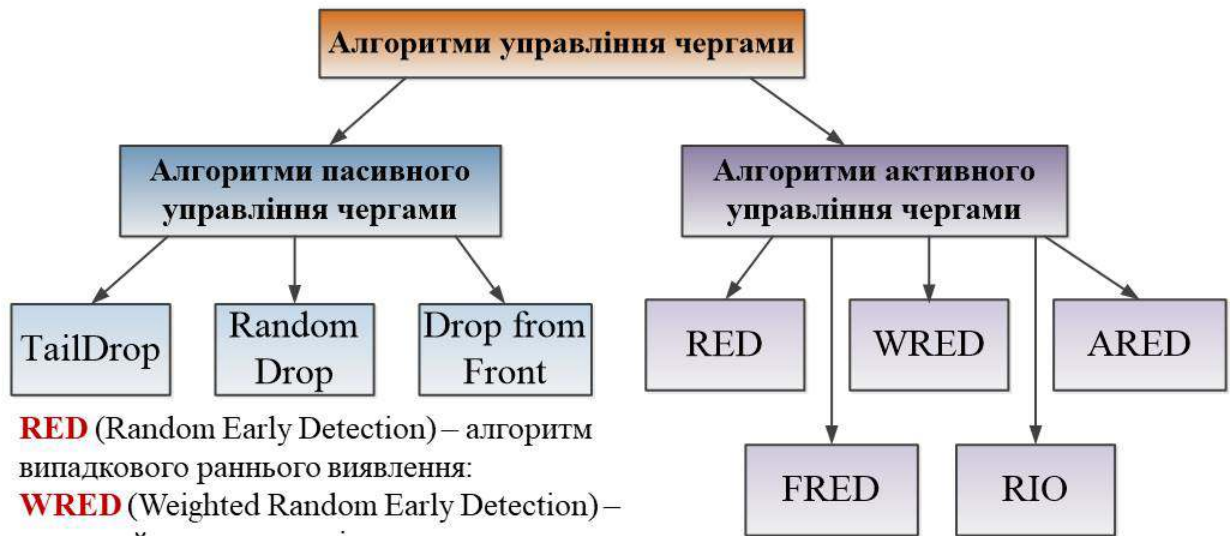 Алгоритми управління чергами
Алгоритми пасивного
управління чергами
Алгоритми активного
управління чергами
TailDrop
Random
Drop
Drop from
Front
RED
WRED
ARED
FRED
RIO
RED (Random Early Detection) – алгоритм
випадкового раннього виявлення:
WRED (Weighted Random Early Detection) –